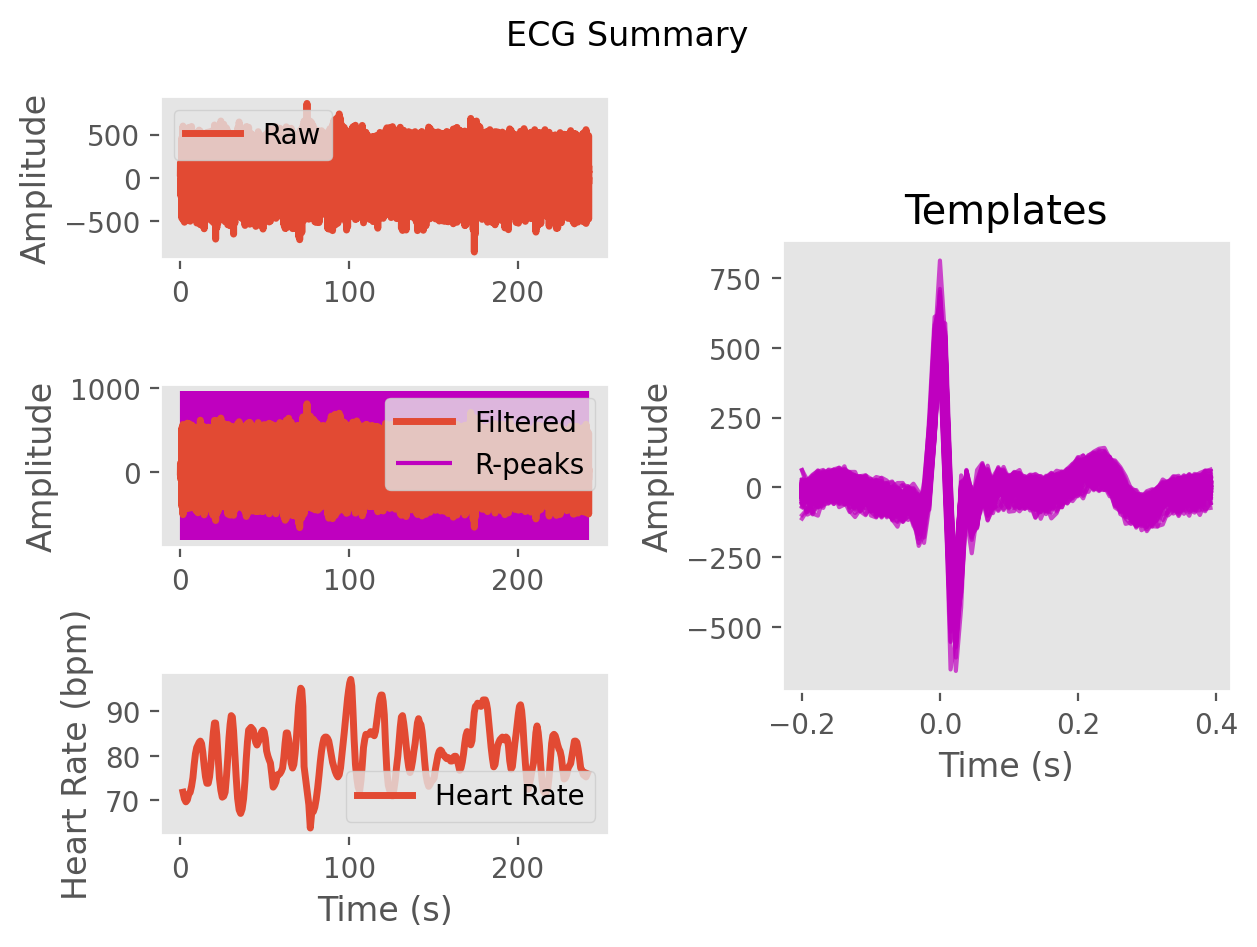 ECG Summary
Amplitude
500
0
−500
Raw
0
100
200
Amplitude
1000
0
Filtered
R-peaks
0
100
200
Heart Rate (bpm)
90
80
70
Heart Rate
0
100
200
Time (s)
Templates
Amplitude
750
500
250
0
−250
−500
−0.2
0.0
0.2
0.4
Time (s)